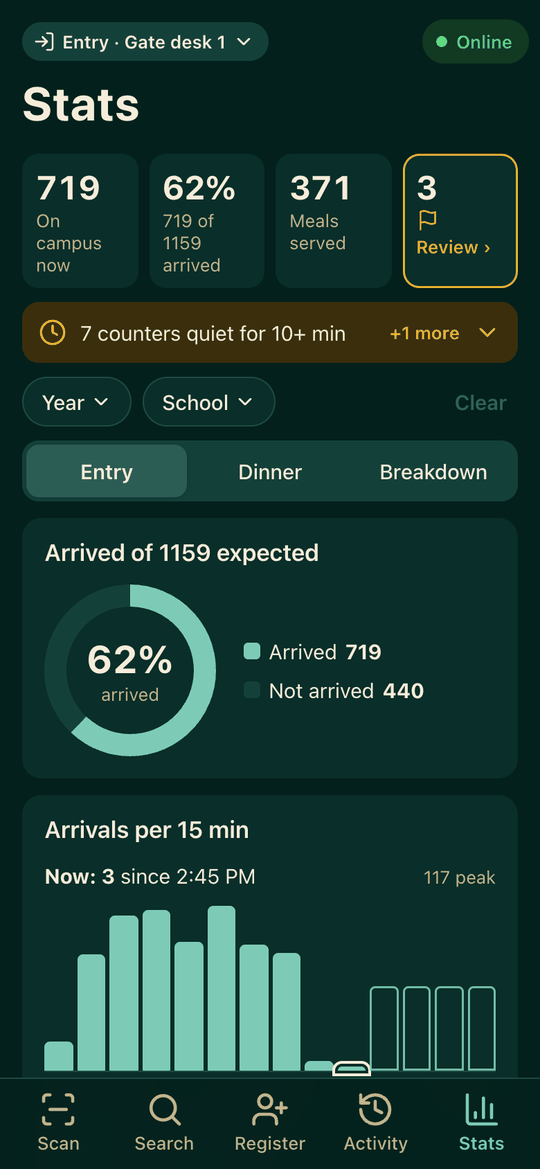 Entry · Gate desk 1
Online
Stats
719
On
campus
now
62%
719 of
1159
arrived
371
Meals
served
3
Review ›
7 counters quiet for 10+ min
+1 more
Year
School
Clear
Entry
Dinner
Breakdown
Arrived of 1159 expected
62%
arrived
Arrived 719
Not arrived 440
Arrivals per 15 min
Now: 3 since 2:45 PM
117 peak
Scan
Search
Register
Activity
Stats